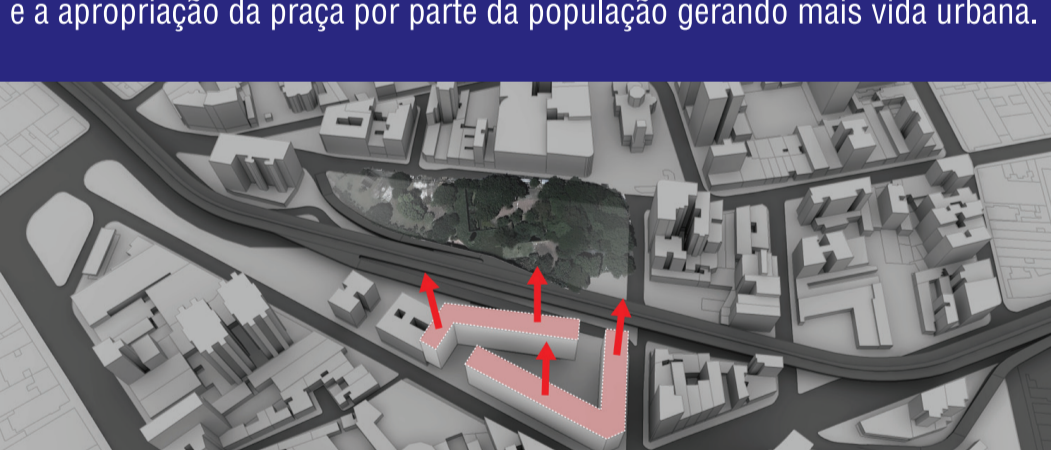 e a apropriação da praça por parte da população gerando mais vida urbana.